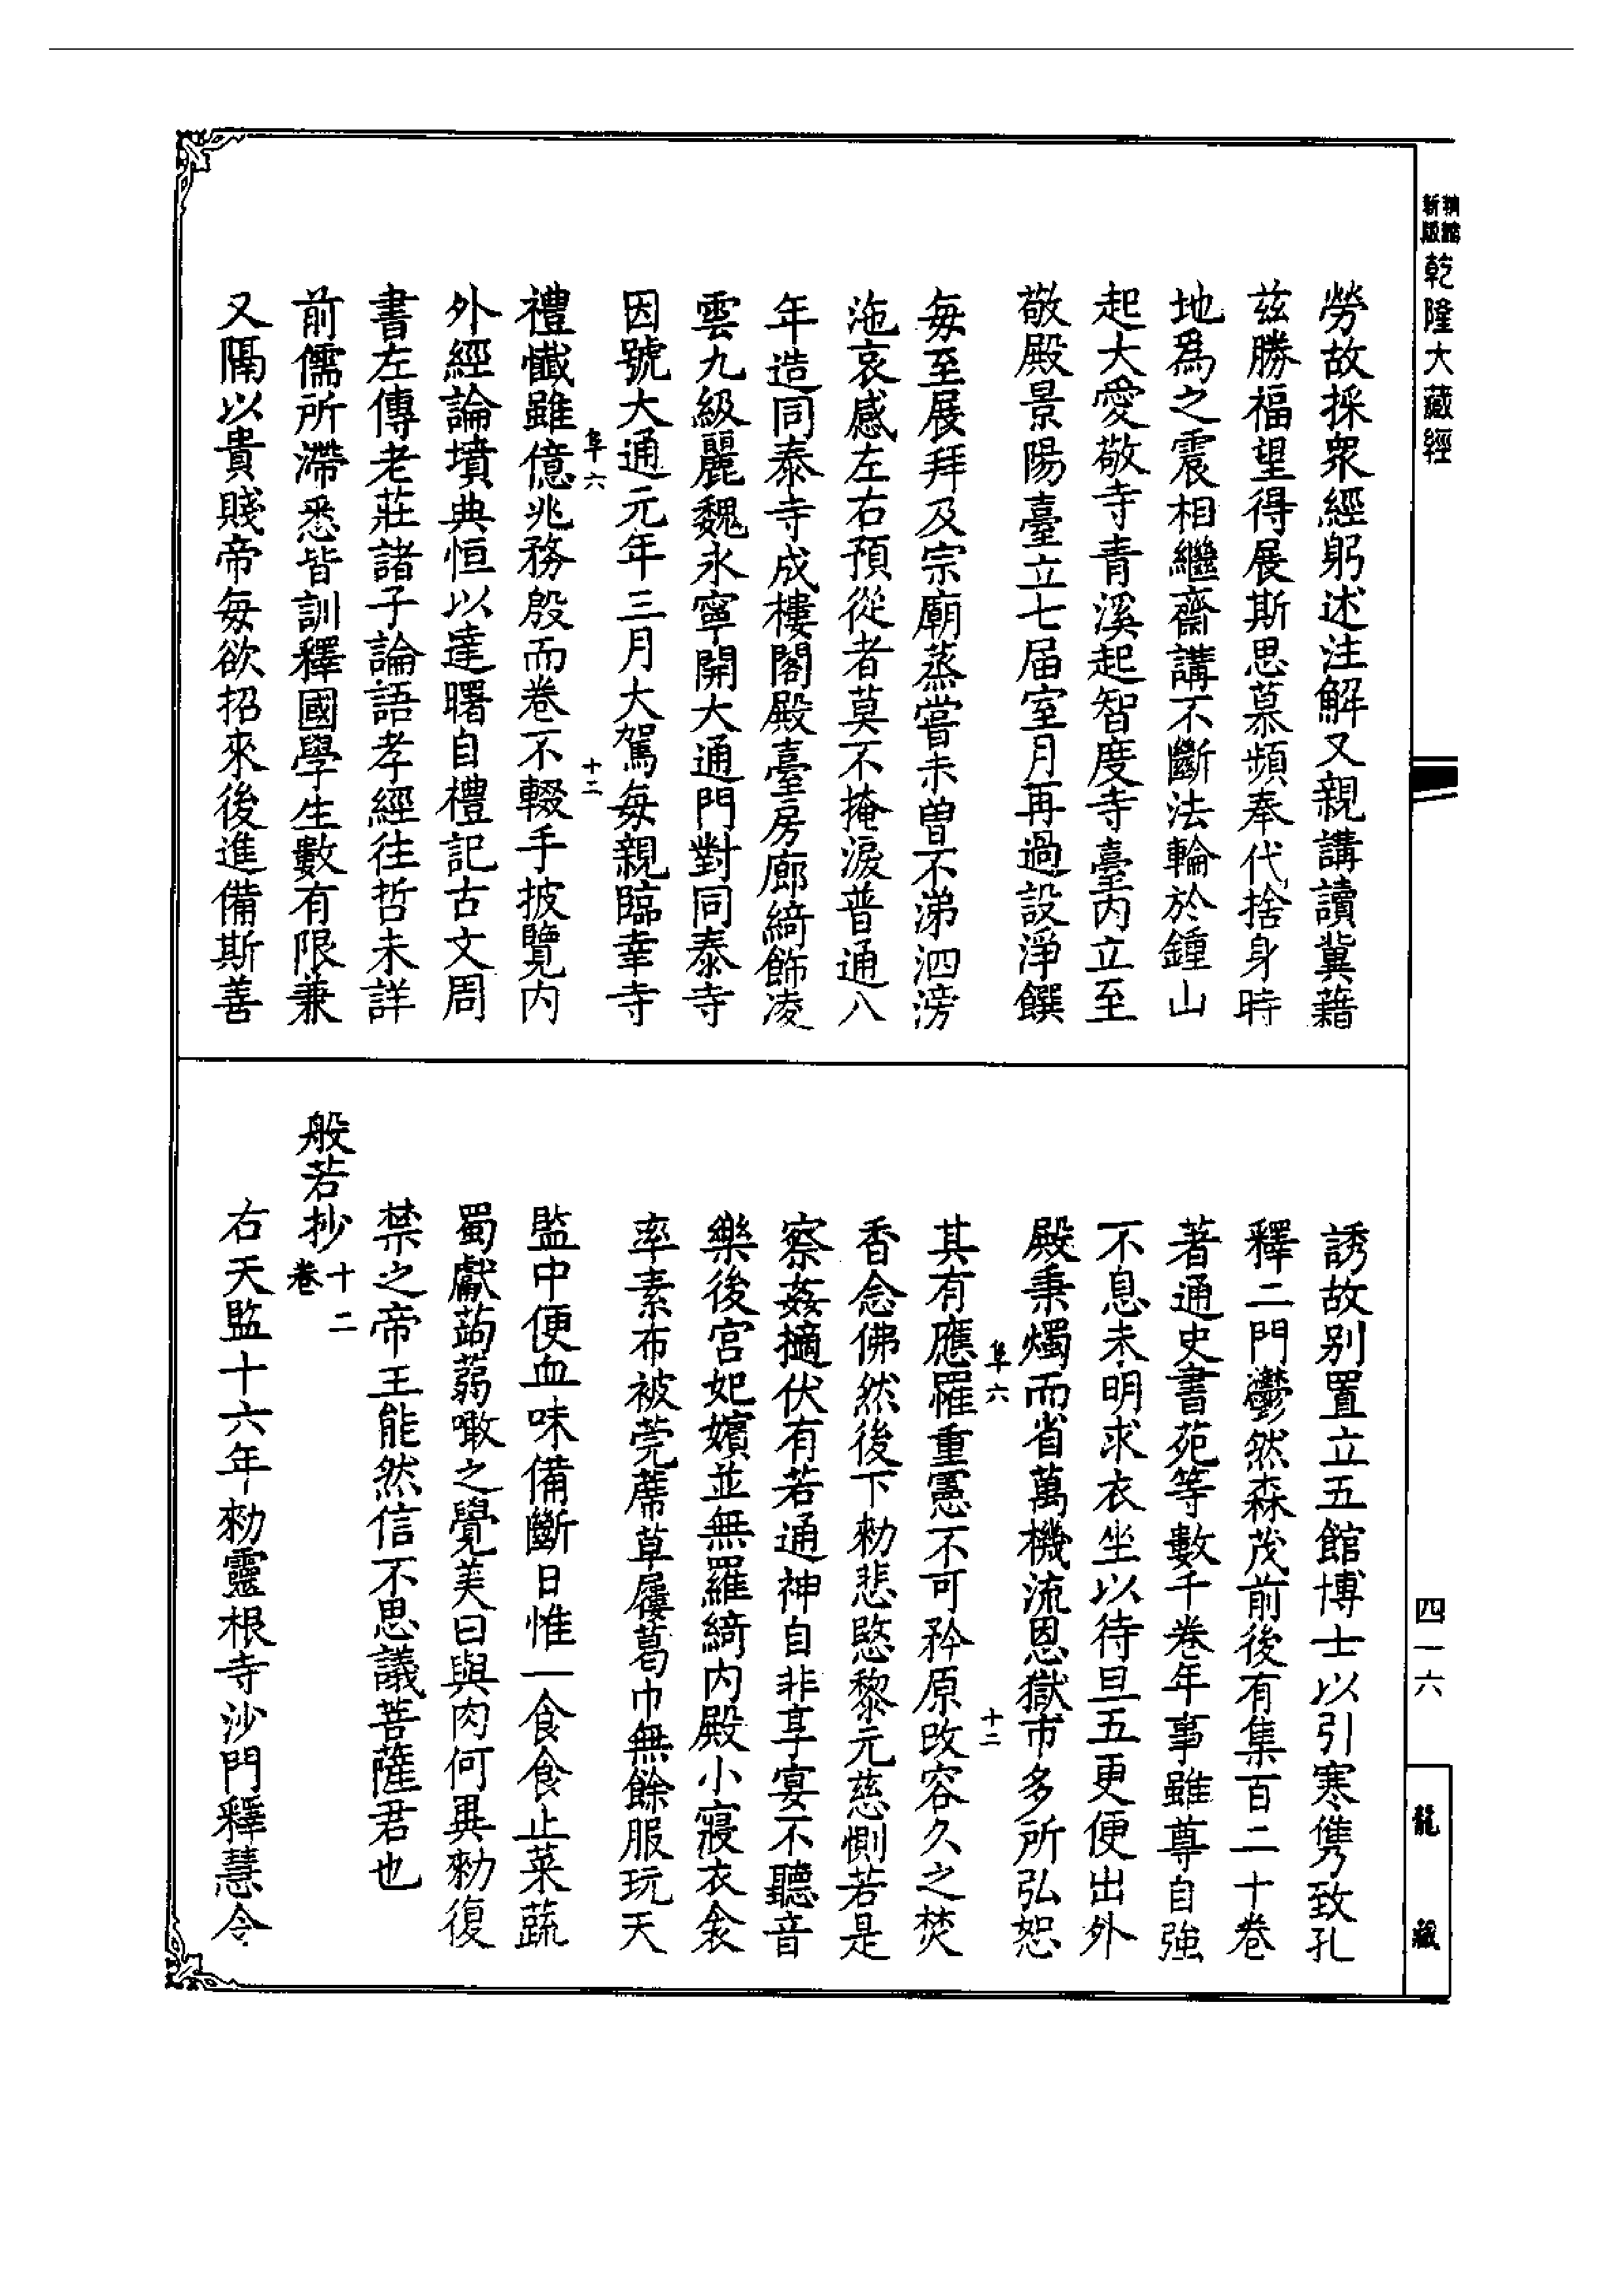 新版 精縮 乾隆大藏經
勞故採衆經躬述注解又親講讀冀藉
茲勝福望得展斯思慕頻奉代捨身時
地爲之震相繼齋講不斷法輪於鍾山
起大愛敬寺青溪起智度寺臺内立至
敬殿景陽臺立七届室月再過設淨饌
每至展拜及宗廟蒸嘗未曾不涕泗滂
沲哀感左右預從者莫不掩淚普通八
年造同泰寺成樓閣殿臺房廊綺飾凌
雲九級麗魏永寧開大通門對同泰寺
因號大通元年三月大駕每親臨幸寺
阜六 十二
禮懺雖億兆務殷而卷不輟手披覽内
外經論墳典恒以達曙自禮記古文周
書左傳老莊諸子論語孝經往哲未詳
前儒所滯悉皆訓釋國學生數有限兼
又隔以貴賤帝每欲招來後進備斯善
誘故别置立五館博士以引寒儁致孔
釋二門鬱然森茂前後有集百二十卷
著通史書苑等數千卷年事雖尊自強
不息未明求衣坐以待旦五更便出外
殿秉燭而省萬機流恩獄市多所弘恕
阜六 十二
其有應罹重憲不可矜原改容久之焚
香念佛然後下勑悲愍黎元慈惻若是
察姦擿伏有若通神自非享宴不聽音
樂後宮妃嬪並無羅綺内殿小寢衣衾
率素布被莞蓆草屨葛巾無餘服玩天
監中便血味備斷日惟一食食止菜蔬
蜀獻蒟蒻噉之覺美曰與肉何異勑復
禁之帝王能然信不思議菩薩君也
般若抄十二卷
右天監十六年勑靈根寺沙門釋慧令
四一六
龍藏